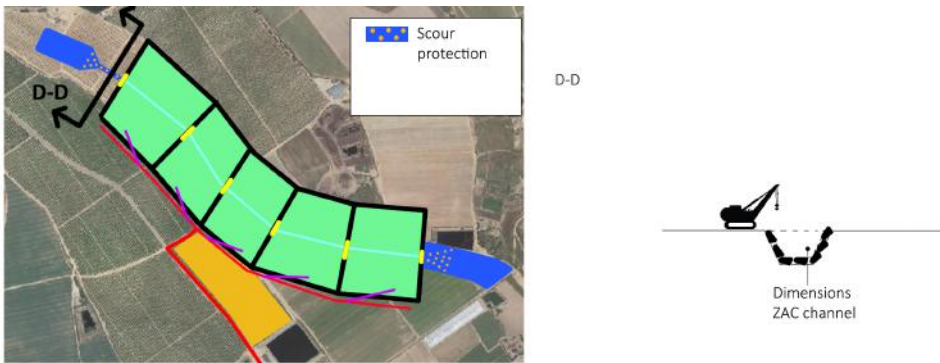 Scour
protection
D-D
D-D
Dimensions
ZAC channel